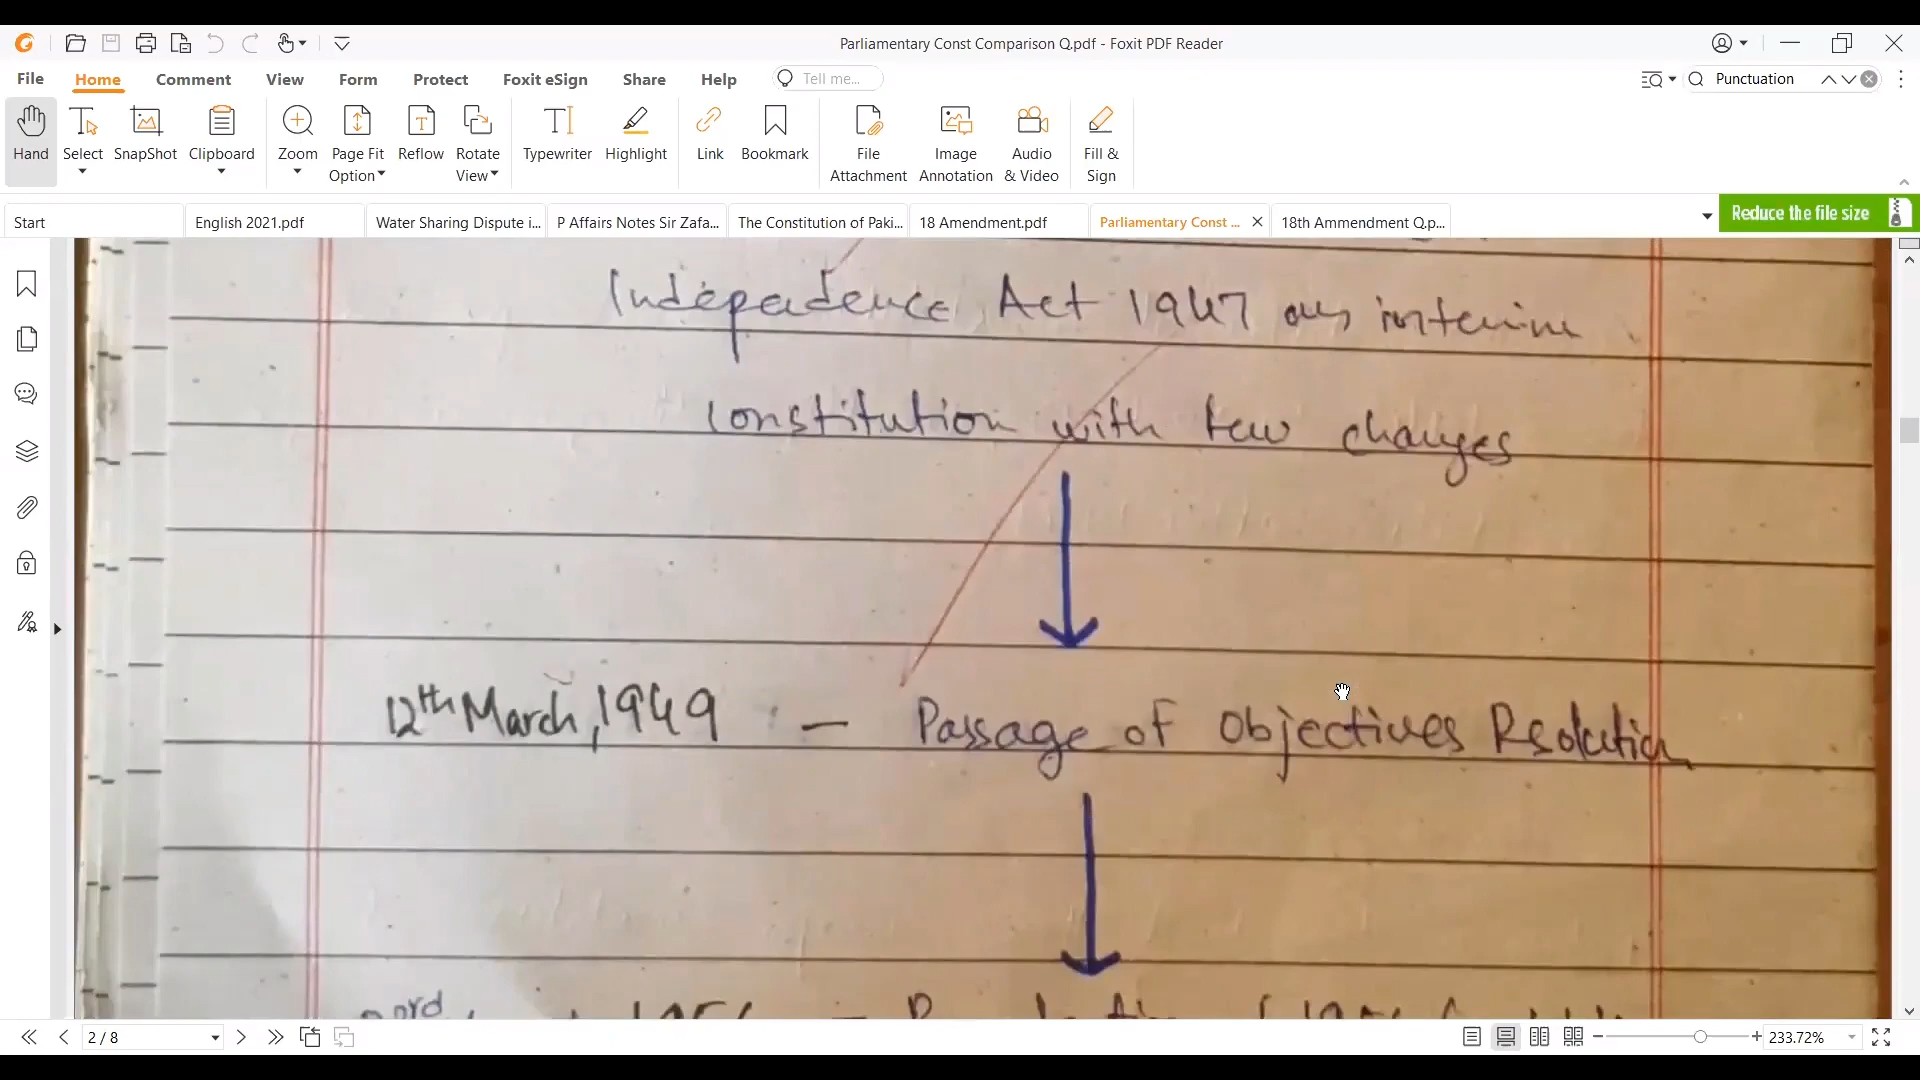 Parliamentary Const Comparison Q.pdf - Foxit PDF Reader
File Home Comment View Form Protect Foxit eSign Share Help Tell me... Punctuation
Hand Select SnapShot Clipboard Zoom Page Fit Option Reflow Rotate View Typewriter Highlight Link Bookmark File Attachment Image Annotation Audio & Video Fill & Sign
Start English 2021.pdf Water Sharing Dispute i... P Affairs Notes Sir Zafa... The Constitution of Paki... 18 Amendment.pdf Parliamentary Const ... 18th Ammendment Q.p... Reduce the file size
Independence Act 1947 as interim
constitution with few changes
12th March, 1949 — Passage of Objectives Resolution
2 / 8 233.72%